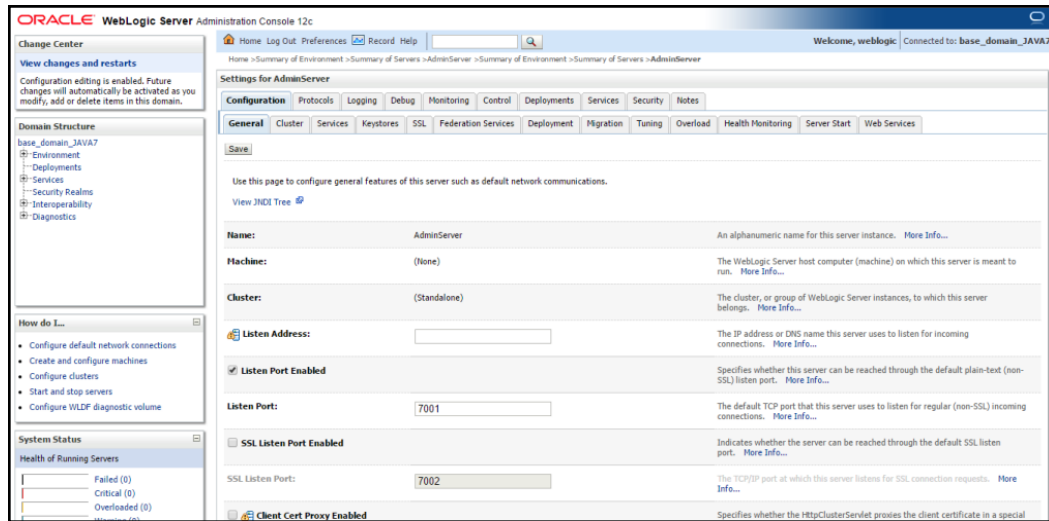 ORACLE WebLogic Server Administration Console 12c
Change Center
View changes and restarts
Configuration editing is enabled. Future
changes will automatically be activated as you
modify, add or delete items in this domain.
Domain Structure
base_domain_JAVA7
Environment
Deployments
Services
Security Realms
Interoperability
Diagnostics
How do I...
Configure default network connections
Create and configure machines
Configure clusters
Start and stop servers
Configure WLDF diagnostic volume
System Status
Health of Running Servers
Failed (0)
Critical (0)
Overloaded (0)
Warning (0)
Home Log Out Preferences Record Help
Welcome, weblogic Connected to: base_domain_JAVA7
Home >Summary of Environment >Summary of Servers >AdminServer >Summary of Environment >Summary of Servers >AdminServer
Settings for AdminServer
Configuration Protocols Logging Debug Monitoring Control Deployments Services Security Notes
General Cluster Services Keystores SSL Federation Services Deployment Migration Tuning Overload Health Monitoring Server Start Web Services
Save
Use this page to configure general features of this server such as default network communications.
View JNDI Tree
Name: AdminServer An alphanumeric name for this server instance. More Info...
Machine: (None) The WebLogic Server host computer (machine) on which this server is meant to
run. More Info...
Cluster: (Standalone) The cluster, or group of WebLogic Server instances, to which this server
belongs. More Info...
Listen Address: The IP address or DNS name this server uses to listen for incoming
connections. More Info...
Listen Port Enabled Specifies whether this server can be reached through the default plain-text (non-
SSL) listen port. More Info...
Listen Port: 7001 The default TCP port that this server uses to listen for regular (non-SSL) incoming
connections. More Info...
SSL Listen Port Enabled Indicates whether the server can be reached through the default SSL listen
port. More Info...
SSL Listen Port: 7002 The TCP/IP port at which this server listens for SSL connection requests. More
Info...
Client Cert Proxy Enabled Specifies whether the HttpClusterServlet proxies the client certificate in a special